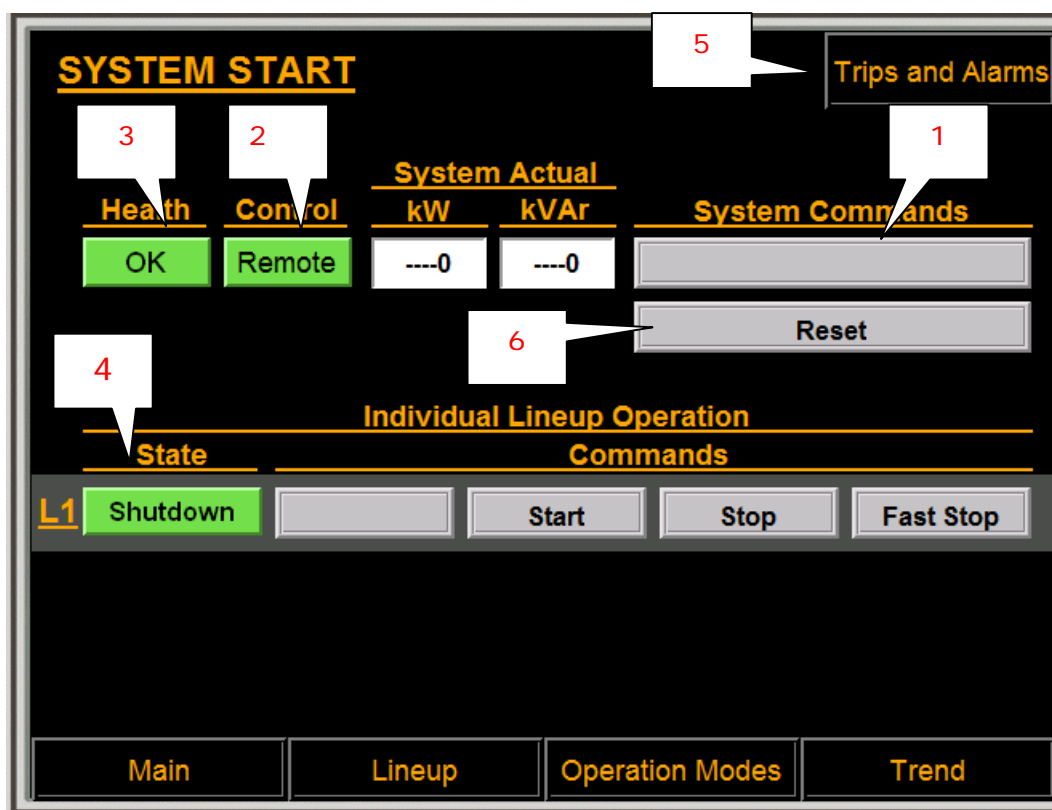 SYSTEM START
5
Trips and Alarms
3
2
1
System Actual
Health
Control
kW
kVAr
System Commands
OK
Remote
----0
----0
6
Reset
4
Individual Lineup Operation
State
Commands
L1
Shutdown
Start
Stop
Fast Stop
Main
Lineup
Operation Modes
Trend